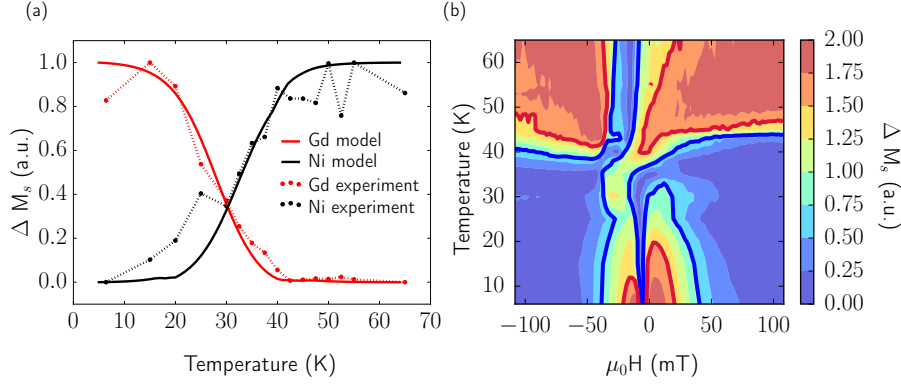 (a)
1.0
0.8
0.6
0.4
0.2
0.0
Δ M_s (a.u.)
0 10 20 30 40 50 60 70
Temperature (K)
Gd model
Ni model
Gd experiment
Ni experiment
(b)
60
50
40
30
20
10
Temperature (K)
−100 −50 0 50 100
μ₀H (mT)
2.00
1.75
1.50
1.25
1.00
0.75
0.50
0.25
0.00
Δ M_s (a.u.)